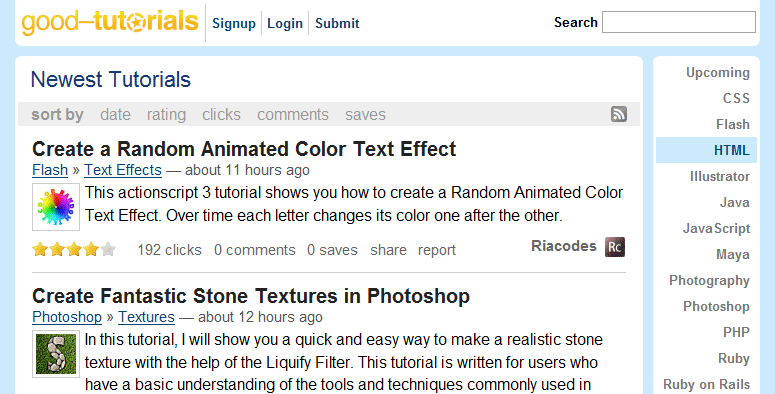 good-tutorials Signup Login Submit Search
Newest Tutorials
sort by date rating clicks comments saves
Create a Random Animated Color Text Effect
Flash » Text Effects — about 11 hours ago
This actionscript 3 tutorial shows you how to create a Random Animated Color
Text Effect. Over time each letter changes its color one after the other.
192 clicks 0 comments 0 saves share report Riacodes Rc
Create Fantastic Stone Textures in Photoshop
Photoshop » Textures — about 12 hours ago
S
In this tutorial, I will show you a quick and easy way to make a realistic stone
texture with the help of the Liquify Filter. This tutorial is written for users who
have a basic understanding of the tools and techniques commonly used in
Upcoming
CSS
Flash
HTML
Illustrator
Java
JavaScript
Maya
Photography
Photoshop
PHP
Ruby
Ruby on Rails